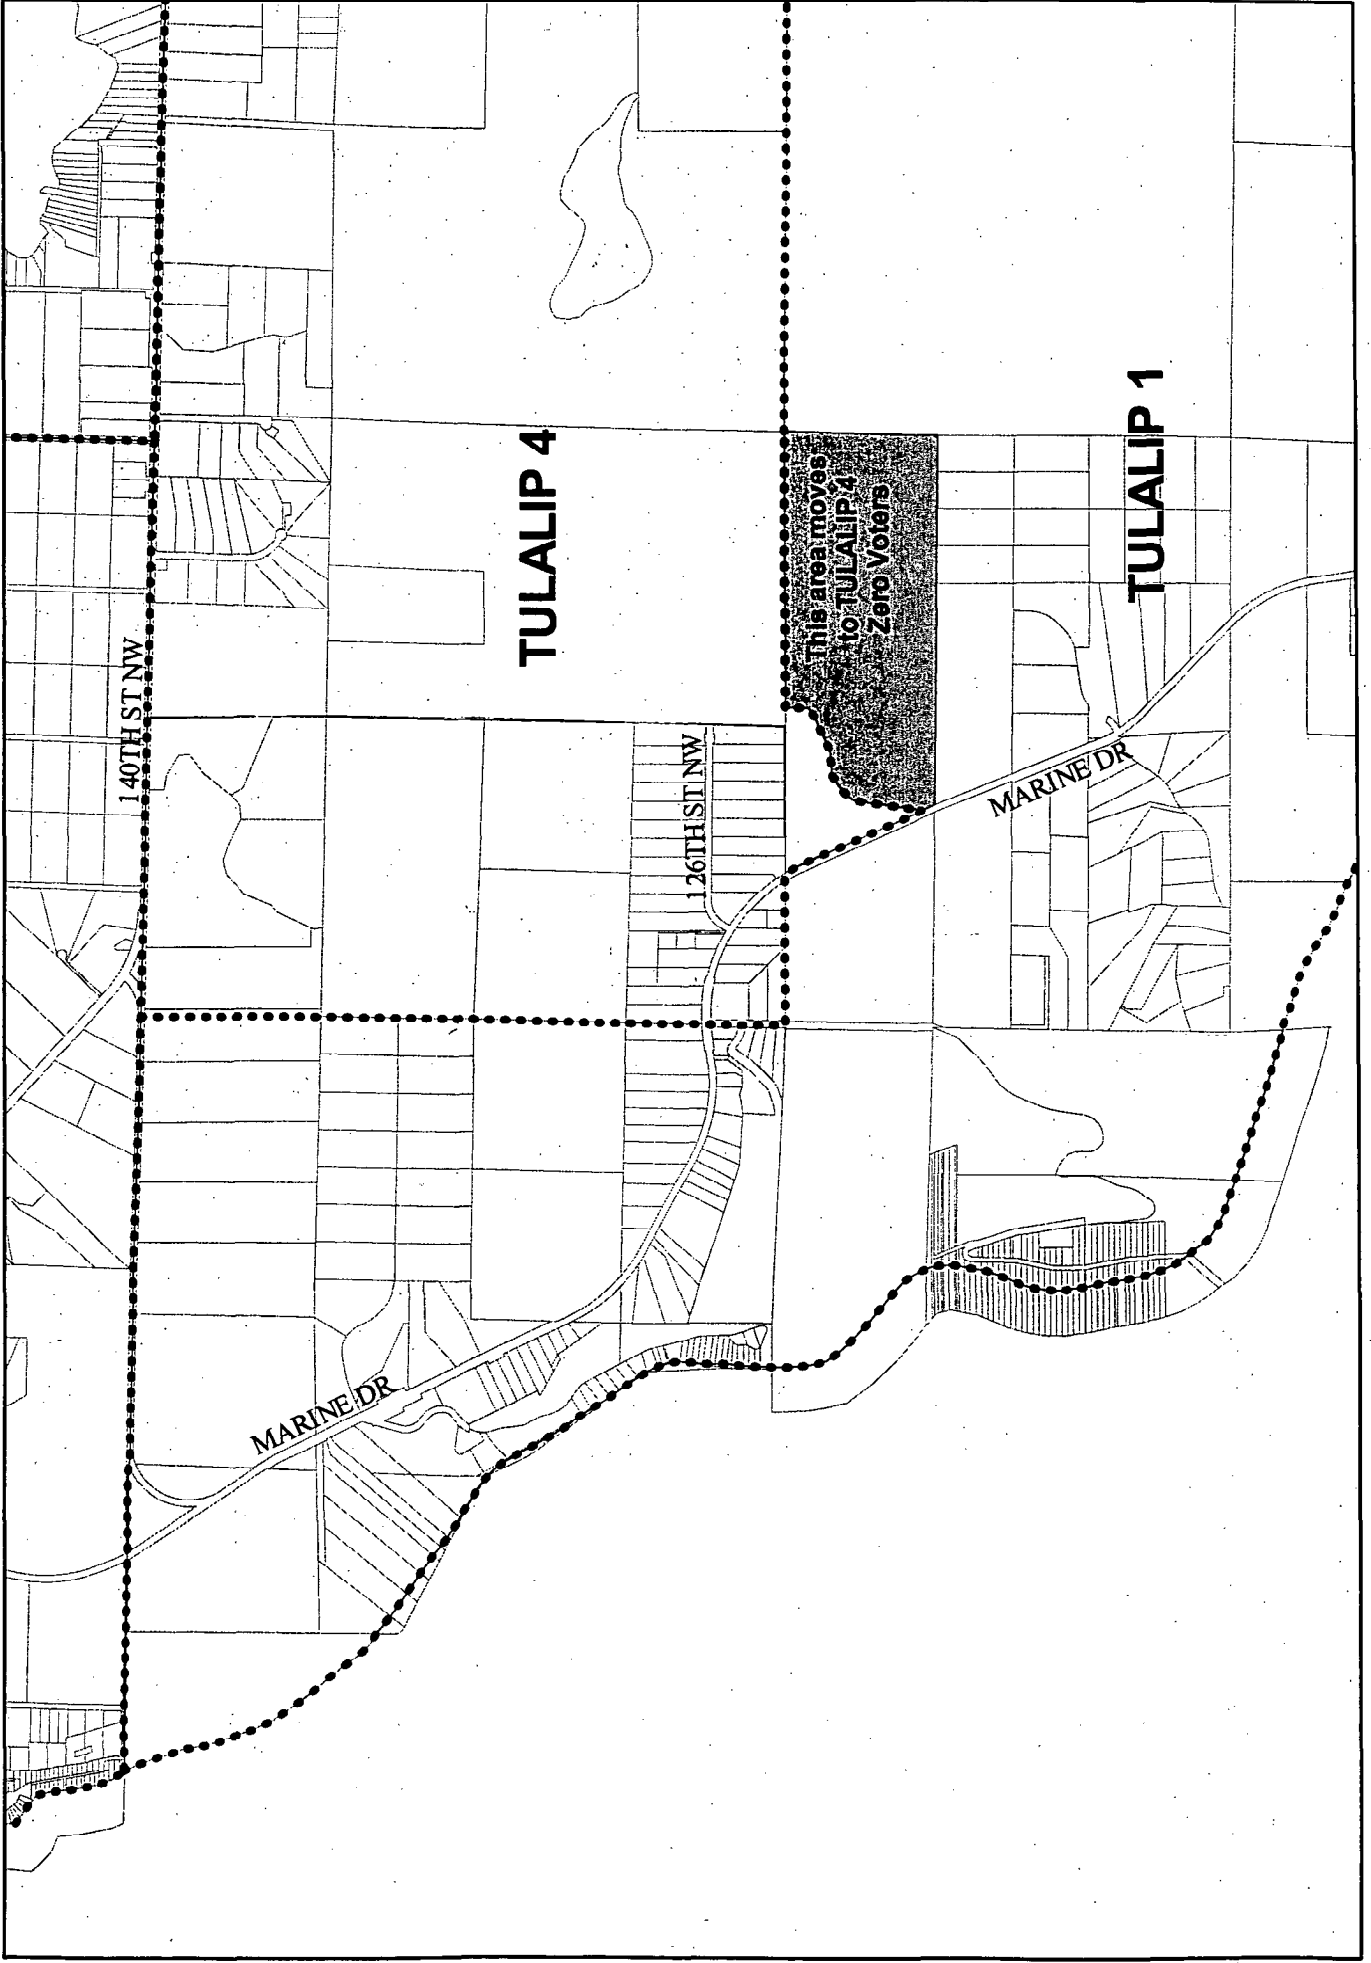 140TH ST NW
TULALIP 4
126TH ST NW
This area moves
to TULALIP 4
Zero Voters
TULALIP 1
MARINE DR
MARINE DR